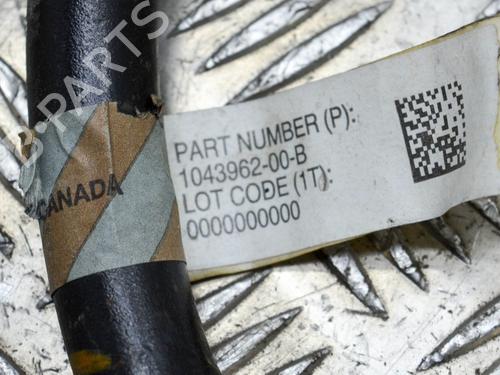 B-PARTS
PART NUMBER (P):
1043962-00-B
LOT CODE (1T):
0000000000
CANADA